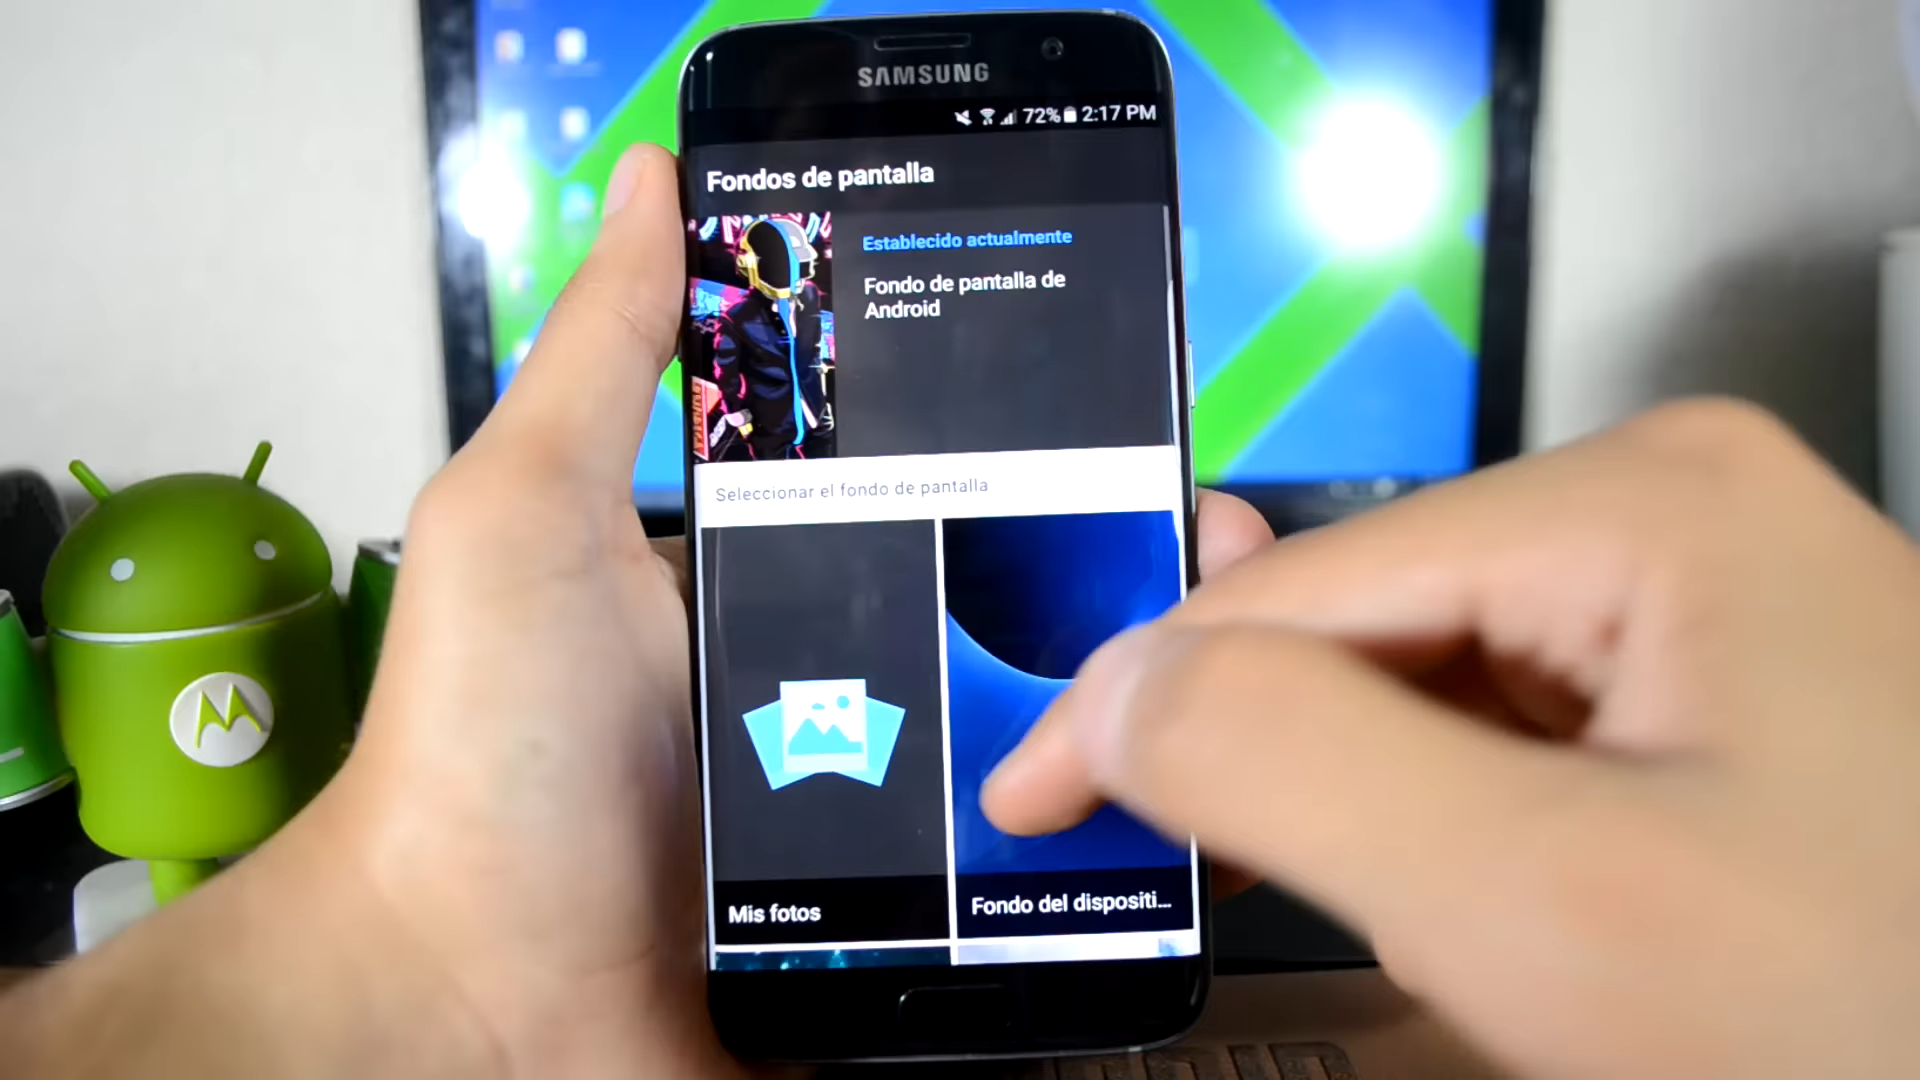 SAMSUNG
72% 2:17 PM
Fondos de pantalla
Establecido actualmente
Fondo de pantalla de
Android
Seleccionar el fondo de pantalla
Mis fotos
Fondo del dispositi...